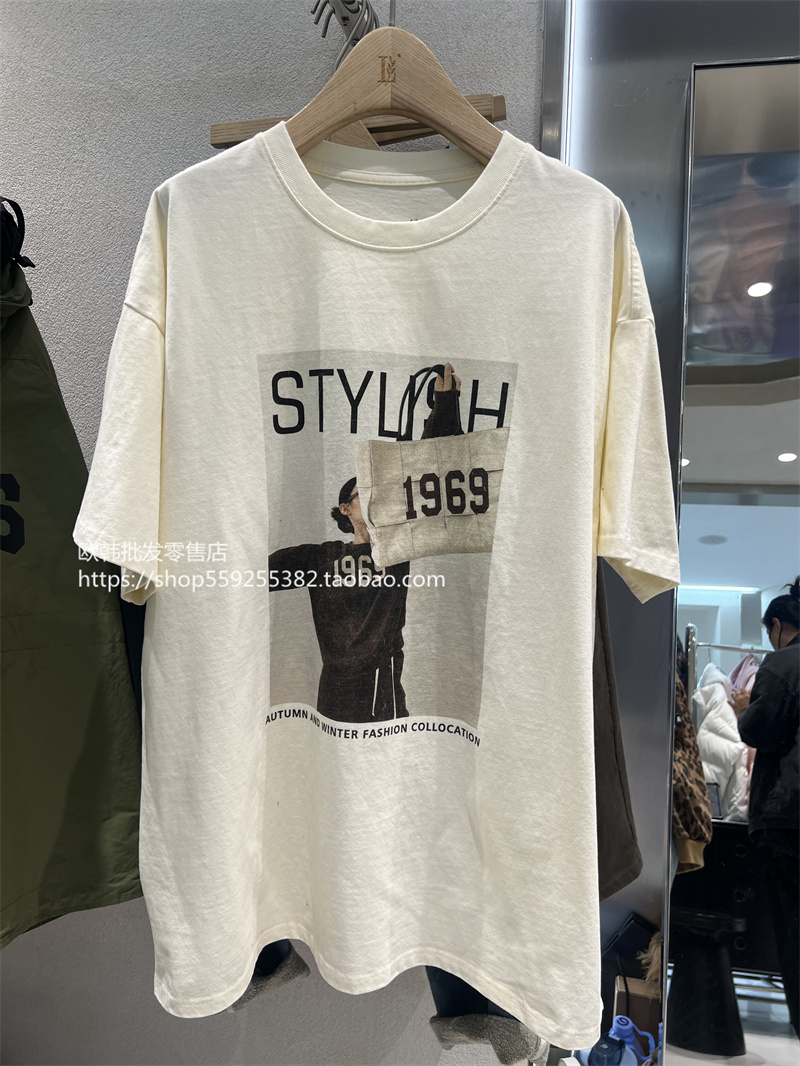 STYLISH
1969
欧韩批发零售店
1969
https://shop559255382.taobao.com
AUTUMN AND WINTER FASHION COLLOCATION